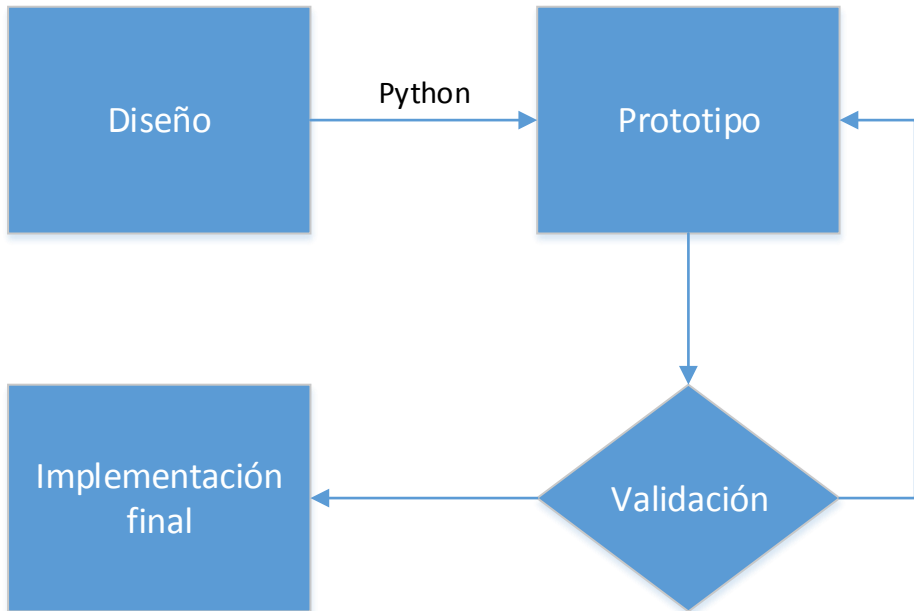 Diseño
Python
Prototipo
Implementación
final
Validación